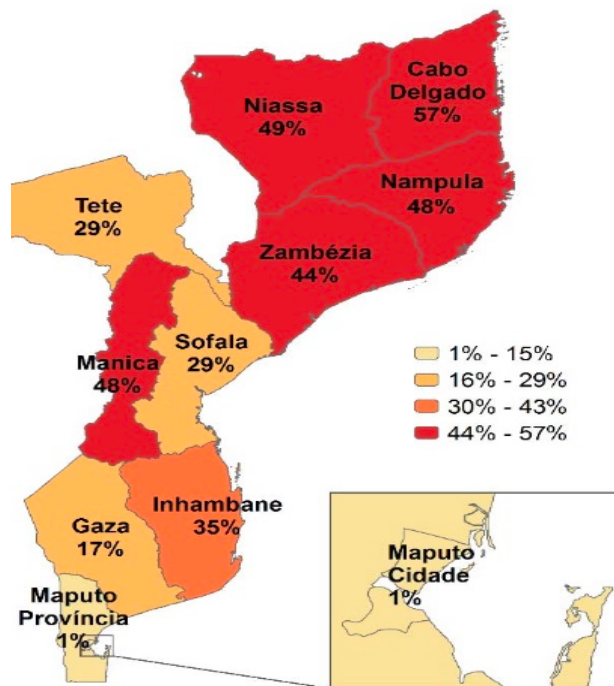 Cabo
Delgado
57%
Niassa
49%
Nampula
48%
Tete
29%
Zambézia
44%
Sofala
29%
Manica
48%
1% - 15%
16% - 29%
30% - 43%
44% - 57%
Inhambane
35%
Gaza
17%
Maputo
Província
1%
Maputo
Cidade
1%